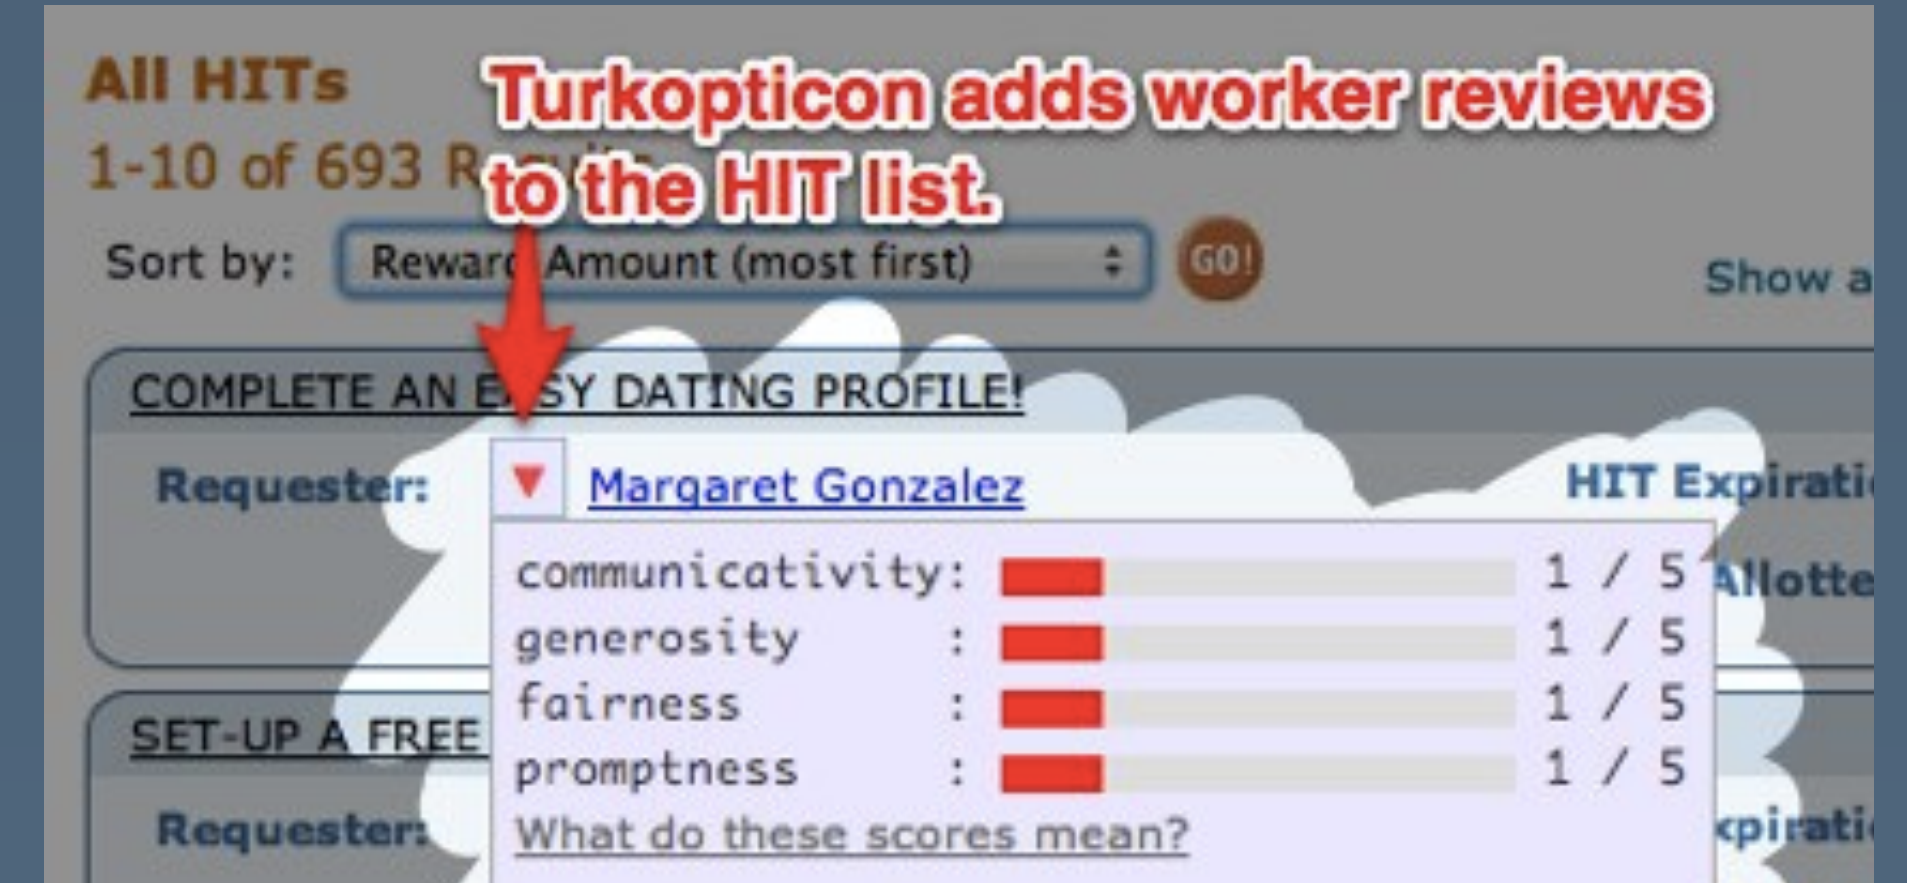 All HITs
Turkopticon adds worker reviews
1-10 of 693
to the HIT list.
Sort by: Reward Amount (most first) GO!
Show a
COMPLETE AN EASY DATING PROFILE!
Requester: Margaret Gonzalez
HIT Expirati
communicativity: 1 / 5
Allotte
generosity : 1 / 5
fairness : 1 / 5
SET-UP A FREE
promptness : 1 / 5
Requester:
What do these scores mean?
xpirati